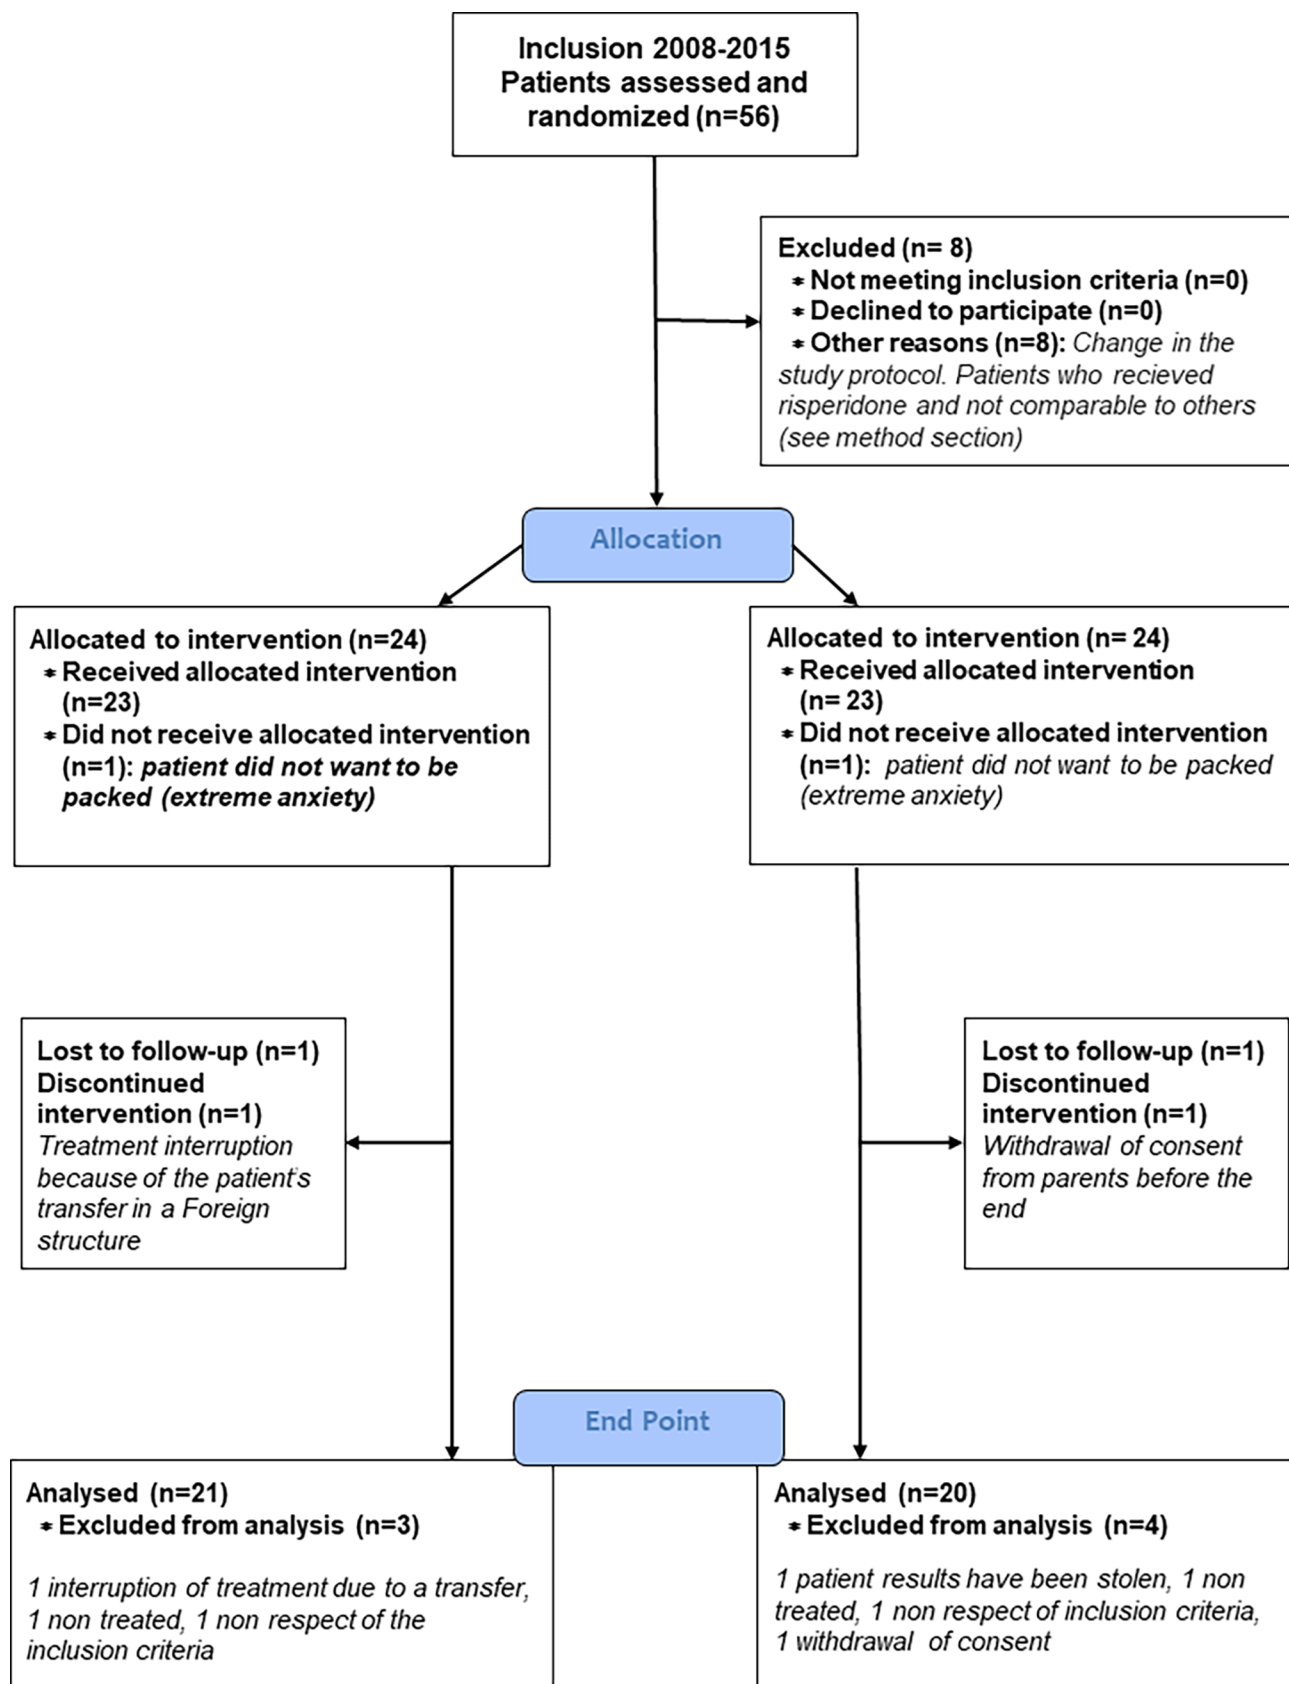 Inclusion 2008-2015
Patients assessed and
randomized (n=56)
Excluded (n= 8)
* Not meeting inclusion criteria (n=0)
* Declined to participate (n=0)
* Other reasons (n=8): Change in the
study protocol. Patients who recieved
risperidone and not comparable to others
(see method section)
Allocation
Allocated to intervention (n=24)
* Received allocated intervention
(n=23)
* Did not receive allocated intervention
(n=1): patient did not want to be
packed (extreme anxiety)
Allocated to intervention (n= 24)
* Received allocated intervention
(n= 23)
* Did not receive allocated intervention
(n=1): patient did not want to be packed
(extreme anxiety)
Lost to follow-up (n=1)
Discontinued
intervention (n=1)
Treatment interruption
because of the patient's
transfer in a Foreign
structure
Lost to follow-up (n=1)
Discontinued
intervention (n=1)
Withdrawal of consent
from parents before the
end
End Point
Analysed (n=21)
* Excluded from analysis (n=3)
1 interruption of treatment due to a transfer,
1 non treated, 1 non respect of the
inclusion criteria
Analysed (n=20)
* Excluded from analysis (n=4)
1 patient results have been stolen, 1 non
treated, 1 non respect of inclusion criteria,
1 withdrawal of consent